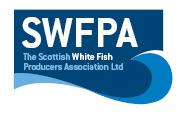 SWFPA
The Scottish White Fish
Producers Association Ltd